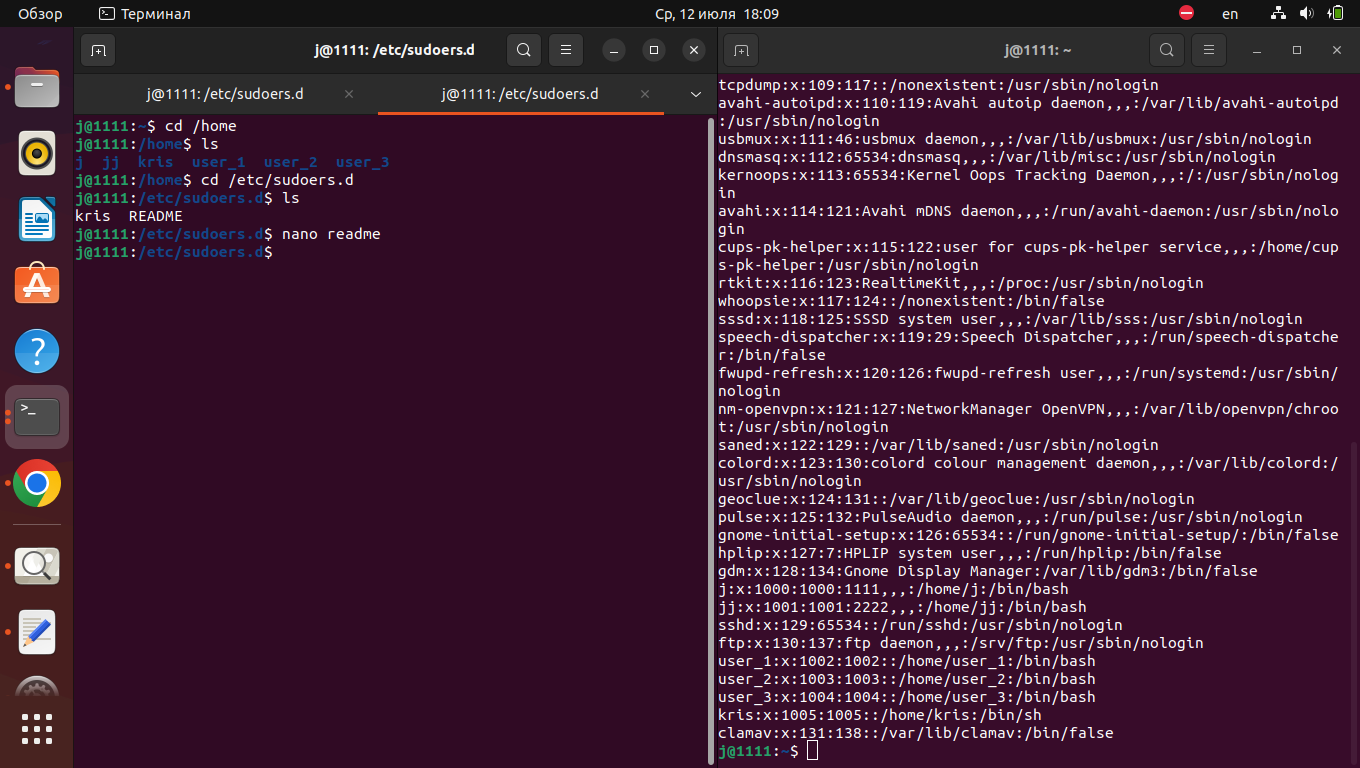 Обзор
Терминал
Ср, 12 июля 18:09
en
j@1111: /etc/sudoers.d
j@1111: /etc/sudoers.d
j@1111: /etc/sudoers.d
j@1111:~$ cd /home
j@1111:/home$ ls
j  jj  kris  user_1  user_2  user_3
j@1111:/home$ cd /etc/sudoers.d
j@1111:/etc/sudoers.d$ ls
kris  README
j@1111:/etc/sudoers.d$ nano readme
j@1111:/etc/sudoers.d$
j@1111: ~
tcpdump:x:109:117::/nonexistent:/usr/sbin/nologin
avahi-autoipd:x:110:119:Avahi autoip daemon,,,:/var/lib/avahi-autoipd
:/usr/sbin/nologin
usbmux:x:111:46:usbmux daemon,,,:/var/lib/usbmux:/usr/sbin/nologin
dnsmasq:x:112:65534:dnsmasq,,,:/var/lib/misc:/usr/sbin/nologin
kernoops:x:113:65534:Kernel Oops Tracking Daemon,,,:/:/usr/sbin/nolog
in
avahi:x:114:121:Avahi mDNS daemon,,,:/run/avahi-daemon:/usr/sbin/nolo
gin
cups-pk-helper:x:115:122:user for cups-pk-helper service,,,:/home/cup
s-pk-helper:/usr/sbin/nologin
rtkit:x:116:123:RealtimeKit,,,:/proc:/usr/sbin/nologin
whoopsie:x:117:124::/nonexistent:/bin/false
sssd:x:118:125:SSSD system user,,,:/var/lib/sss:/usr/sbin/nologin
speech-dispatcher:x:119:29:Speech Dispatcher,,,:/run/speech-dispatche
r:/bin/false
fwupd-refresh:x:120:126:fwupd-refresh user,,,:/run/systemd:/usr/sbin/
nologin
nm-openvpn:x:121:127:NetworkManager OpenVPN,,,:/var/lib/openvpn/chroo
t:/usr/sbin/nologin
saned:x:122:129::/var/lib/saned:/usr/sbin/nologin
colord:x:123:130:colord colour management daemon,,,:/var/lib/colord:/
usr/sbin/nologin
geoclue:x:124:131::/var/lib/geoclue:/usr/sbin/nologin
pulse:x:125:132:PulseAudio daemon,,,:/run/pulse:/usr/sbin/nologin
gnome-initial-setup:x:126:65534::/run/gnome-initial-setup/:/bin/false
hplip:x:127:7:HPLIP system user,,,:/run/hplip:/bin/false
gdm:x:128:134:Gnome Display Manager:/var/lib/gdm3:/bin/false
j:x:1000:1000:1111,,,:/home/j:/bin/bash
jj:x:1001:1001:2222,,,:/home/jj:/bin/bash
sshd:x:129:65534::/run/sshd:/usr/sbin/nologin
ftp:x:130:137:ftp daemon,,,:/srv/ftp:/usr/sbin/nologin
user_1:x:1002:1002::/home/user_1:/bin/bash
user_2:x:1003:1003::/home/user_2:/bin/bash
user_3:x:1004:1004::/home/user_3:/bin/bash
kris:x:1005:1005::/home/kris:/bin/sh
clamav:x:131:138::/var/lib/clamav:/bin/false
j@1111:~$